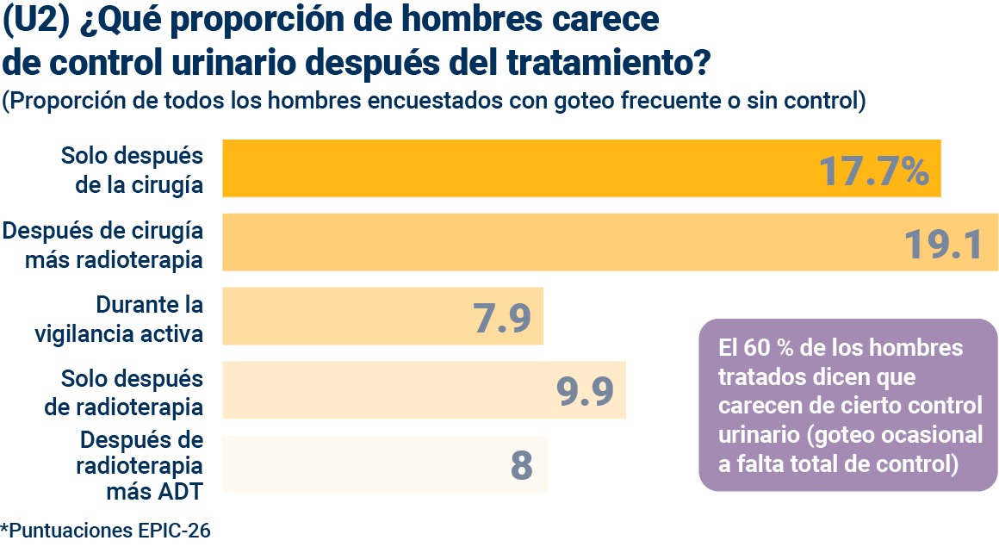 (U2) ¿Qué proporción de hombres carece
de control urinario después del tratamiento?
(Proporción de todos los hombres encuestados con goteo frecuente o sin control)
Solo después
de la cirugía
17.7%
Después de cirugía
más radioterapia
19.1
Durante la
vigilancia activa
7.9
Solo después
de radioterapia
9.9
Después de
radioterapia
más ADT
8
El 60 % de los hombres
tratados dicen que
carecen de cierto control
urinario (goteo ocasional
a falta total de control)
*Puntuaciones EPIC-26